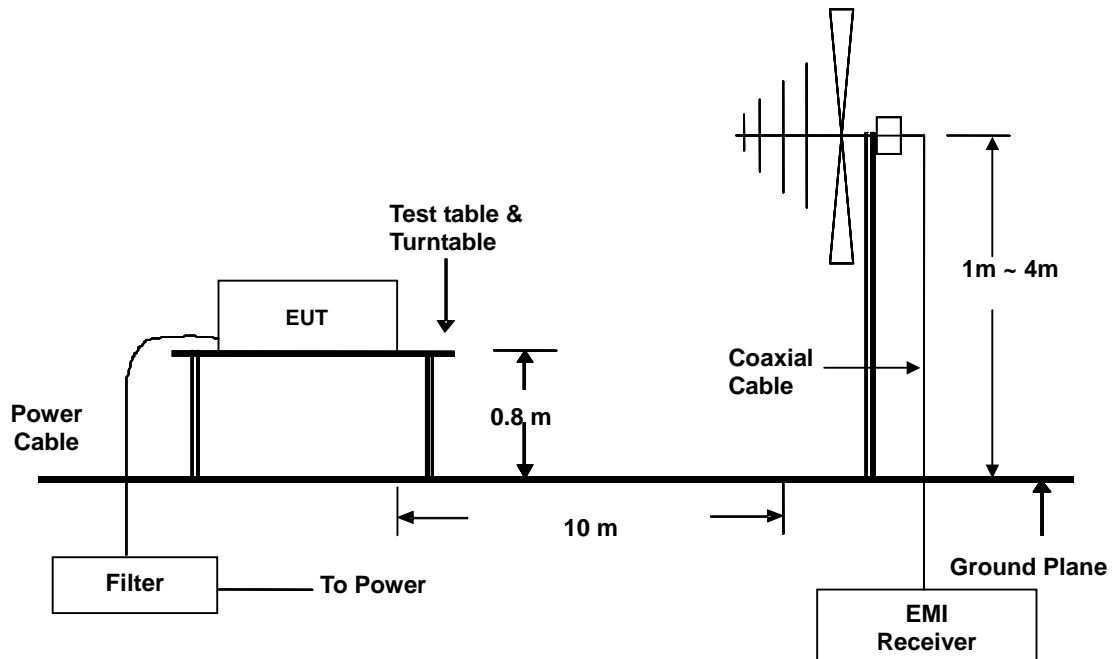 Test table &
Turntable
EUT
1m ~ 4m
Coaxial
Cable
0.8 m
Power
Cable
10 m
Filter
To Power
Ground Plane
EMI
Receiver